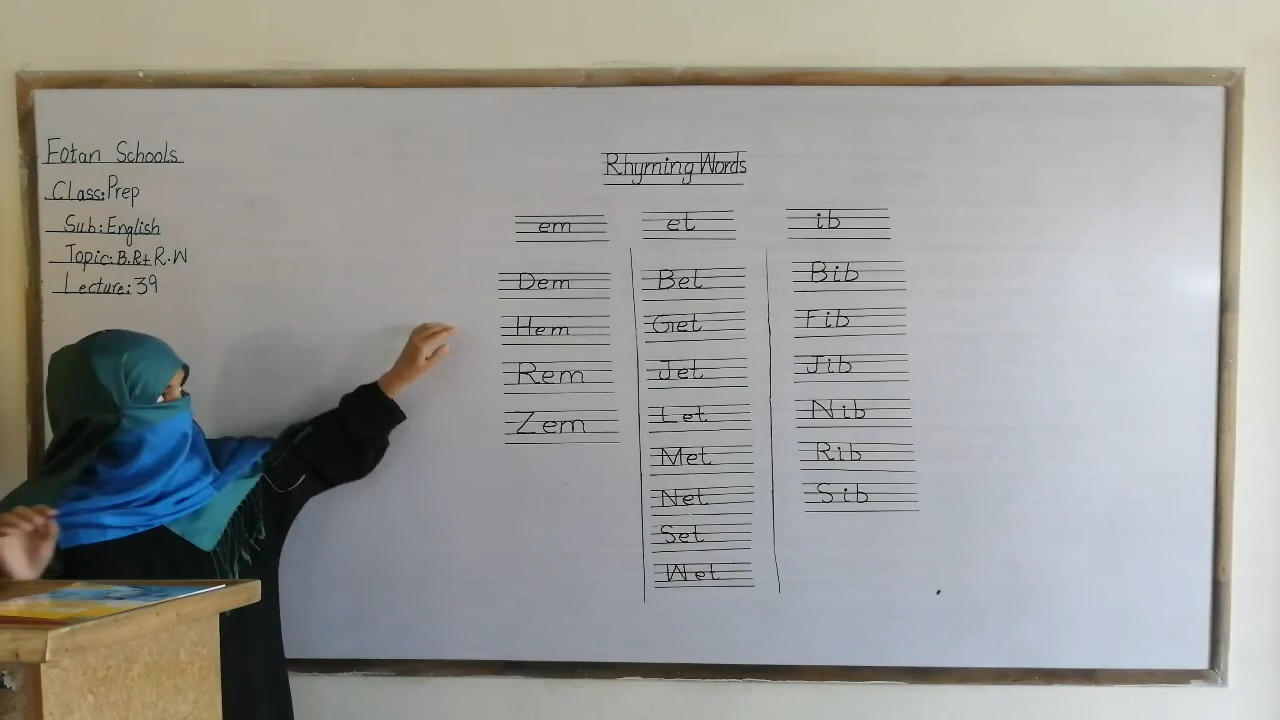 Eotan Schools
Class: Prep
Sub: English
Topic: B.R+R.W
Lecture: 39
Rhyming Words
em
Dem
Hem
Rem
Zem
et
Bet
Get
Jet
Let
Met
Net
Set
Wet
ib
Bib
Fib
Jib
Nib
Rib
Sib